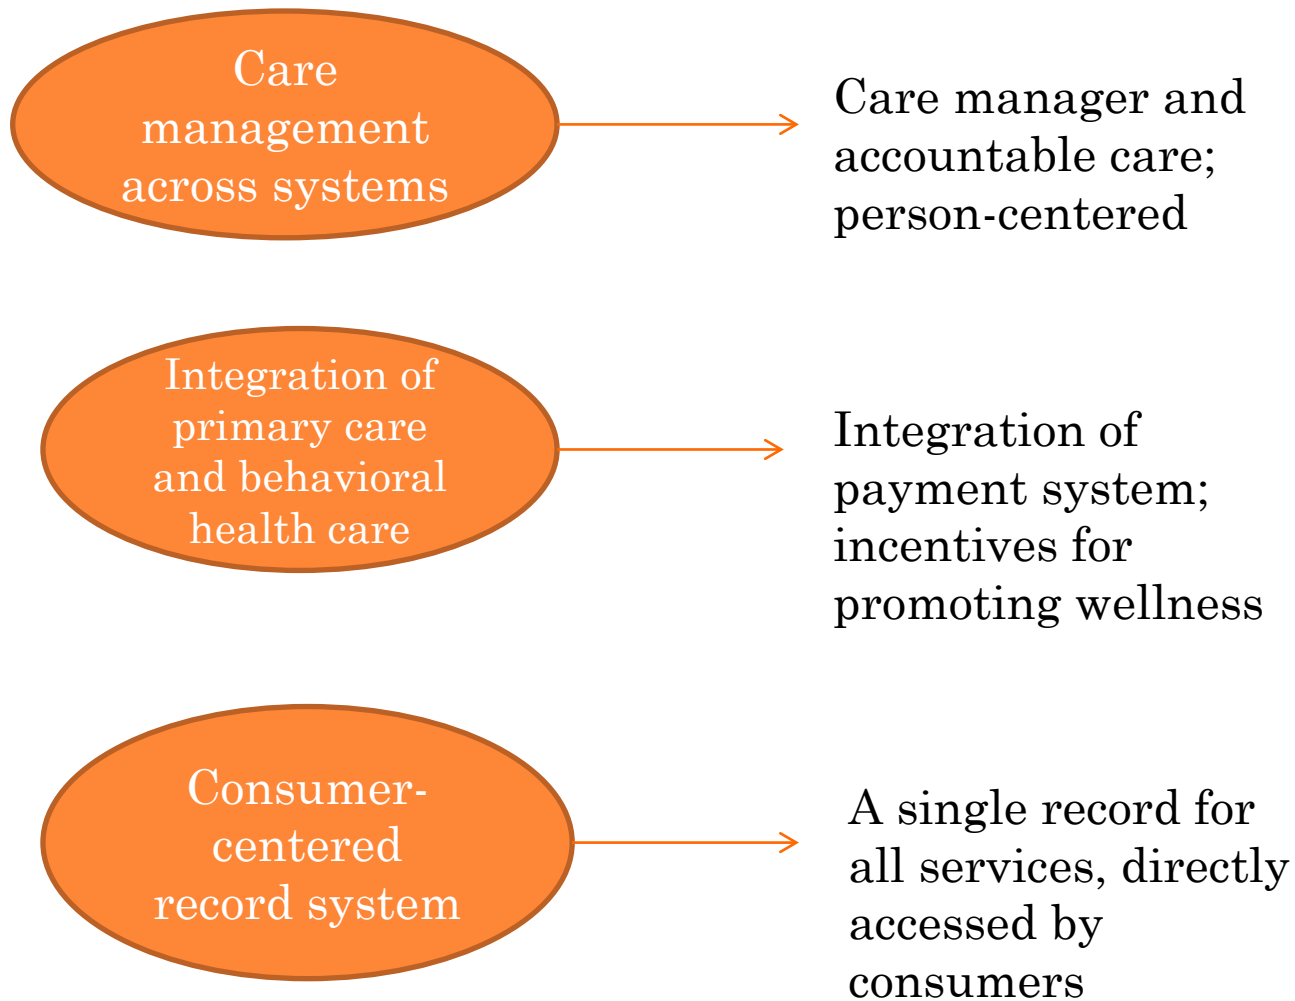 Care
management
across systems
Care manager and
accountable care;
person-centered
Integration of
primary care
and behavioral
health care
Integration of
payment system;
incentives for
promoting wellness
Consumer-
centered
record system
A single record for
all services, directly
accessed by
consumers